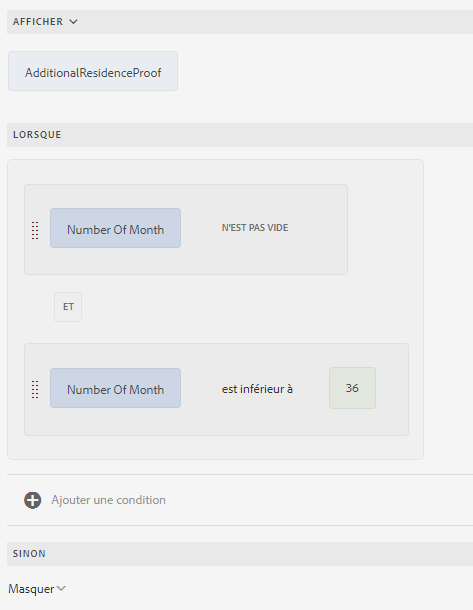 AFFICHER
AdditionalResidenceProof
LORSQUE
Number Of Month N'EST PAS VIDE
ET
Number Of Month est inférieur à 36
Ajouter une condition
SINON
Masquer